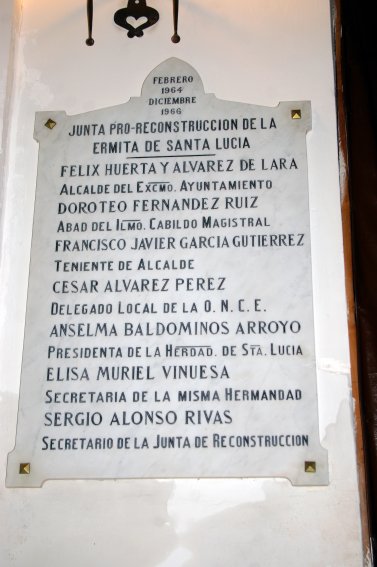 FEBRERO
1964
DICIEMBRE
1966
JUNTA PRO-RECONSTRUCCION DE LA
ERMITA DE SANTA LUCIA
FELIX HUERTA Y ALVAREZ DE LARA
ALCALDE DEL EXCMO. AYUNTAMIENTO
DOROTEO FERNANDEZ RUIZ
ABAD DEL ILMO. CABILDO MAGISTRAL
FRANCISCO JAVIER GARCIA GUTIERREZ
TENIENTE DE ALCALDE
CESAR ALVAREZ PEREZ
DELEGADO LOCAL DE LA O.N.C.E.
ANSELMA BALDOMINOS ARROYO
PRESIDENTA DE LA HERDAD. DE STA. LUCIA
ELISA MURIEL VINUESA
SECRETARIA DE LA MISMA HERMANDAD
SERGIO ALONSO RIVAS
SECRETARIO DE LA JUNTA DE RECONSTRUCCION